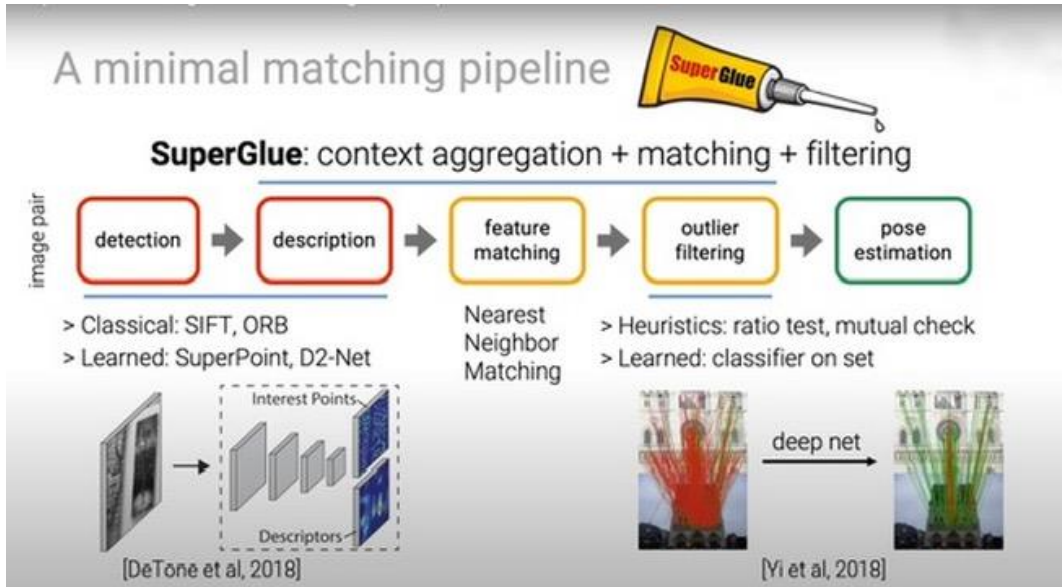 A minimal matching pipeline
SuperGlue
SuperGlue: context aggregation + matching + filtering
image pair
detection
description
feature
matching
outlier
filtering
pose
estimation
> Classical: SIFT, ORB
> Learned: SuperPoint, D2-Net
Nearest
Neighbor
Matching
> Heuristics: ratio test, mutual check
> Learned: classifier on set
Interest Points
Descriptors
[DeTone et al, 2018]
deep net
[Yi et al, 2018]